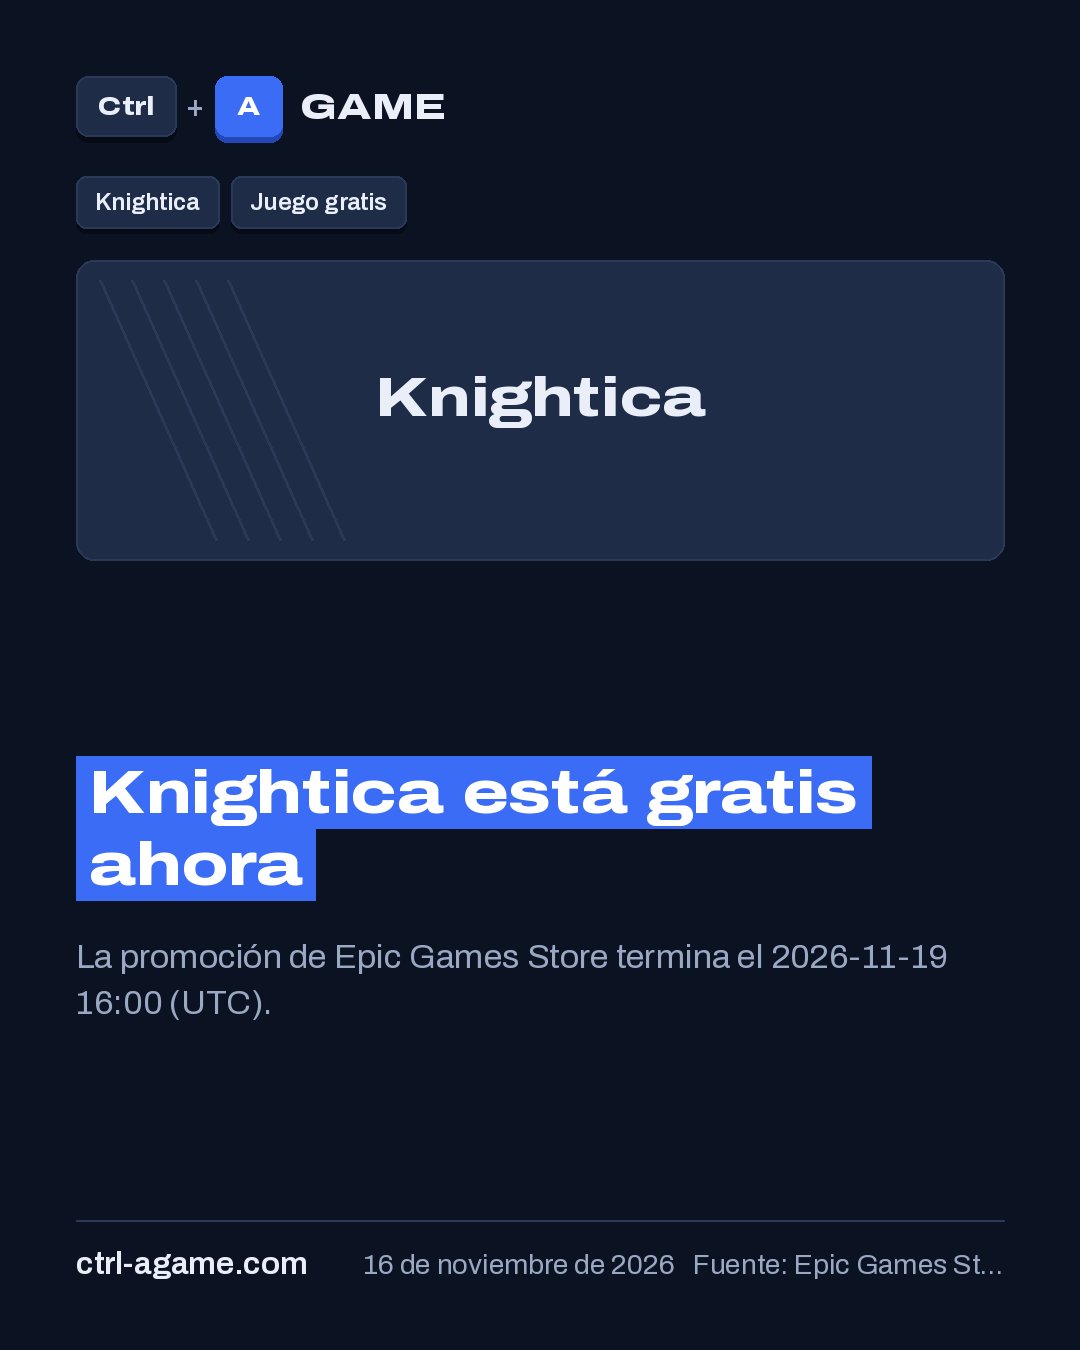 Ctrl + A GAME
Knightica Juego gratis
Knightica
Knightica está gratis
ahora
La promoción de Epic Games Store termina el 2026-11-19
16:00 (UTC).
ctrl-agame.com 16 de noviembre de 2026 Fuente: Epic Games St...